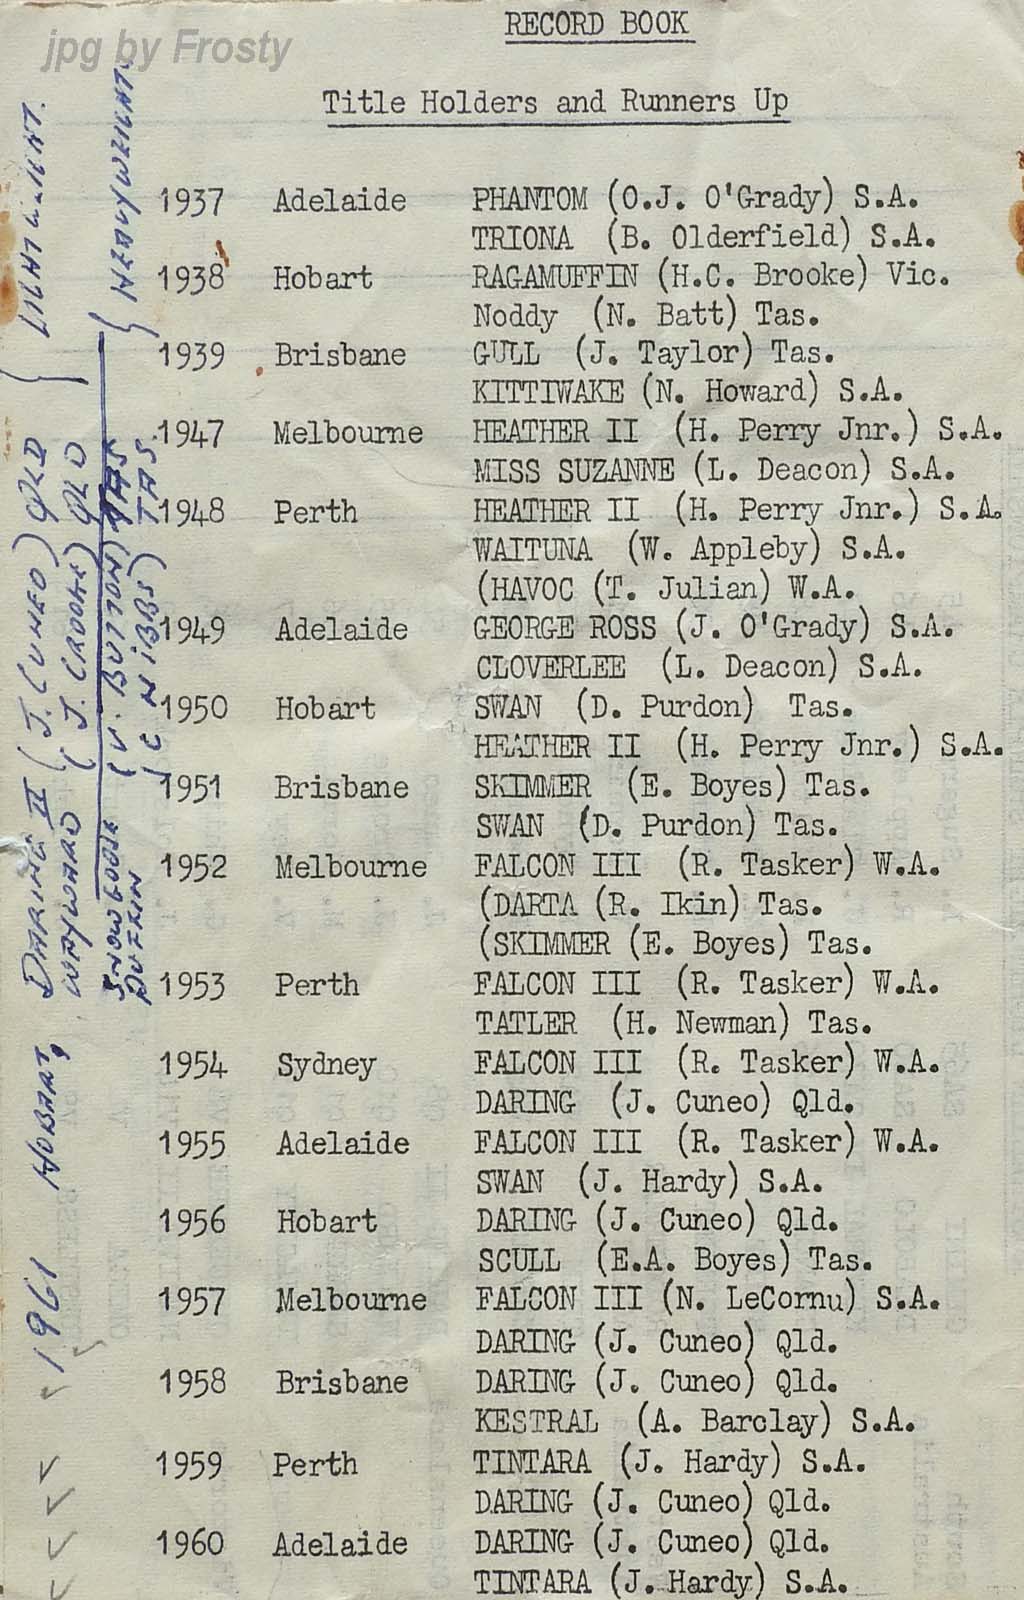 jpg by Frosty
RECORD BOOK
Title Holders and Runners Up
1937 Adelaide PHANTOM (O.J. O'Grady) S.A.
TRIONA (B. Olderfield) S.A.
1938 Hobart RAGAMUFFIN (H.C. Brooke) Vic.
Noddy (N. Batt) Tas.
1939 Brisbane GULL (J. Taylor) Tas.
KITTIWAKE (N. Howard) S.A.
1947 Melbourne HEATHER II (H. Perry Jnr.) S.A.
MISS SUZANNE (L. Deacon) S.A.
1948 Perth HEATHER II (H. Perry Jnr.) S.A.
WAITUNA (W. Appleby) S.A.
(HAVOC (T. Julian) W.A.
1949 Adelaide GEORGE ROSS (J. O'Grady) S.A.
CLOVERLEE (L. Deacon) S.A.
1950 Hobart SWAN (D. Purdon) Tas.
HEATHER II (H. Perry Jnr.) S.A.
1951 Brisbane SKIMMER (E. Boyes) Tas.
SWAN (D. Purdon) Tas.
1952 Melbourne FALCON III (R. Tasker) W.A.
(DARTA (R. Ikin) Tas.
(SKIMMER (E. Boyes) Tas.
1953 Perth FALCON III (R. Tasker) W.A.
TATLER (H. Newman) Tas.
1954 Sydney FALCON III (R. Tasker) W.A.
DARING (J. Cuneo) Qld.
1955 Adelaide FALCON III (R. Tasker) W.A.
SWAN (J. Hardy) S.A.
1956 Hobart DARING (J. Cuneo) Qld.
SCULL (E.A. Boyes) Tas.
1957 Melbourne FALCON III (N. LeCornu) S.A.
DARING (J. Cuneo) Qld.
1958 Brisbane DARING (J. Cuneo) Qld.
KESTRAL (A. Barclay) S.A.
1959 Perth TINTARA (J. Hardy) S.A.
DARING (J. Cuneo) Qld.
1960 Adelaide DARING (J. Cuneo) Qld.
TINTARA (J. Hardy) S.A.
1961 HOBART, DARING II (J. CUNEO) QLD } LIGHTWEIGHT.
WAYWARD (J. CROOKE) QLD
SNOWGOOSE (V. BUTTON) TAS } HEAVYWEIGHT.
(C NIBBS) TAS.